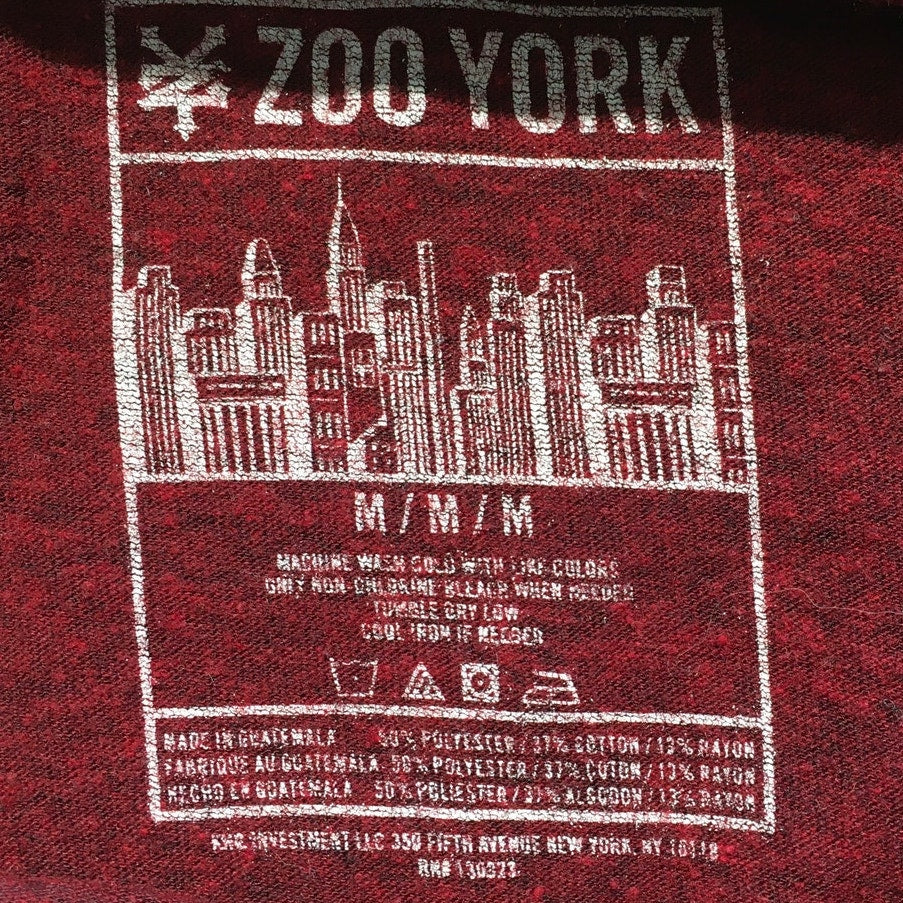 ZOO YORK
M / M / M
MACHINE WASH COLD WITH LIKE COLORS
ONLY NON-CHLORINE BLEACH WHEN NEEDED
TUMBLE DRY LOW
COOL IRON IF NEEDED
MADE IN GUATEMALA 50% POLYESTER / 37% COTTON / 13% RAYON
FABRIQUE AU GUATEMALA 50% POLYESTER / 37% COTON / 13% RAYON
HECHO EN GUATEMALA 50% POLIESTER / 37% ALGODON / 13% RAYON
INVESTMENT LLC 350 FIFTH AVENUE NEW YORK, NY 10118
RN#